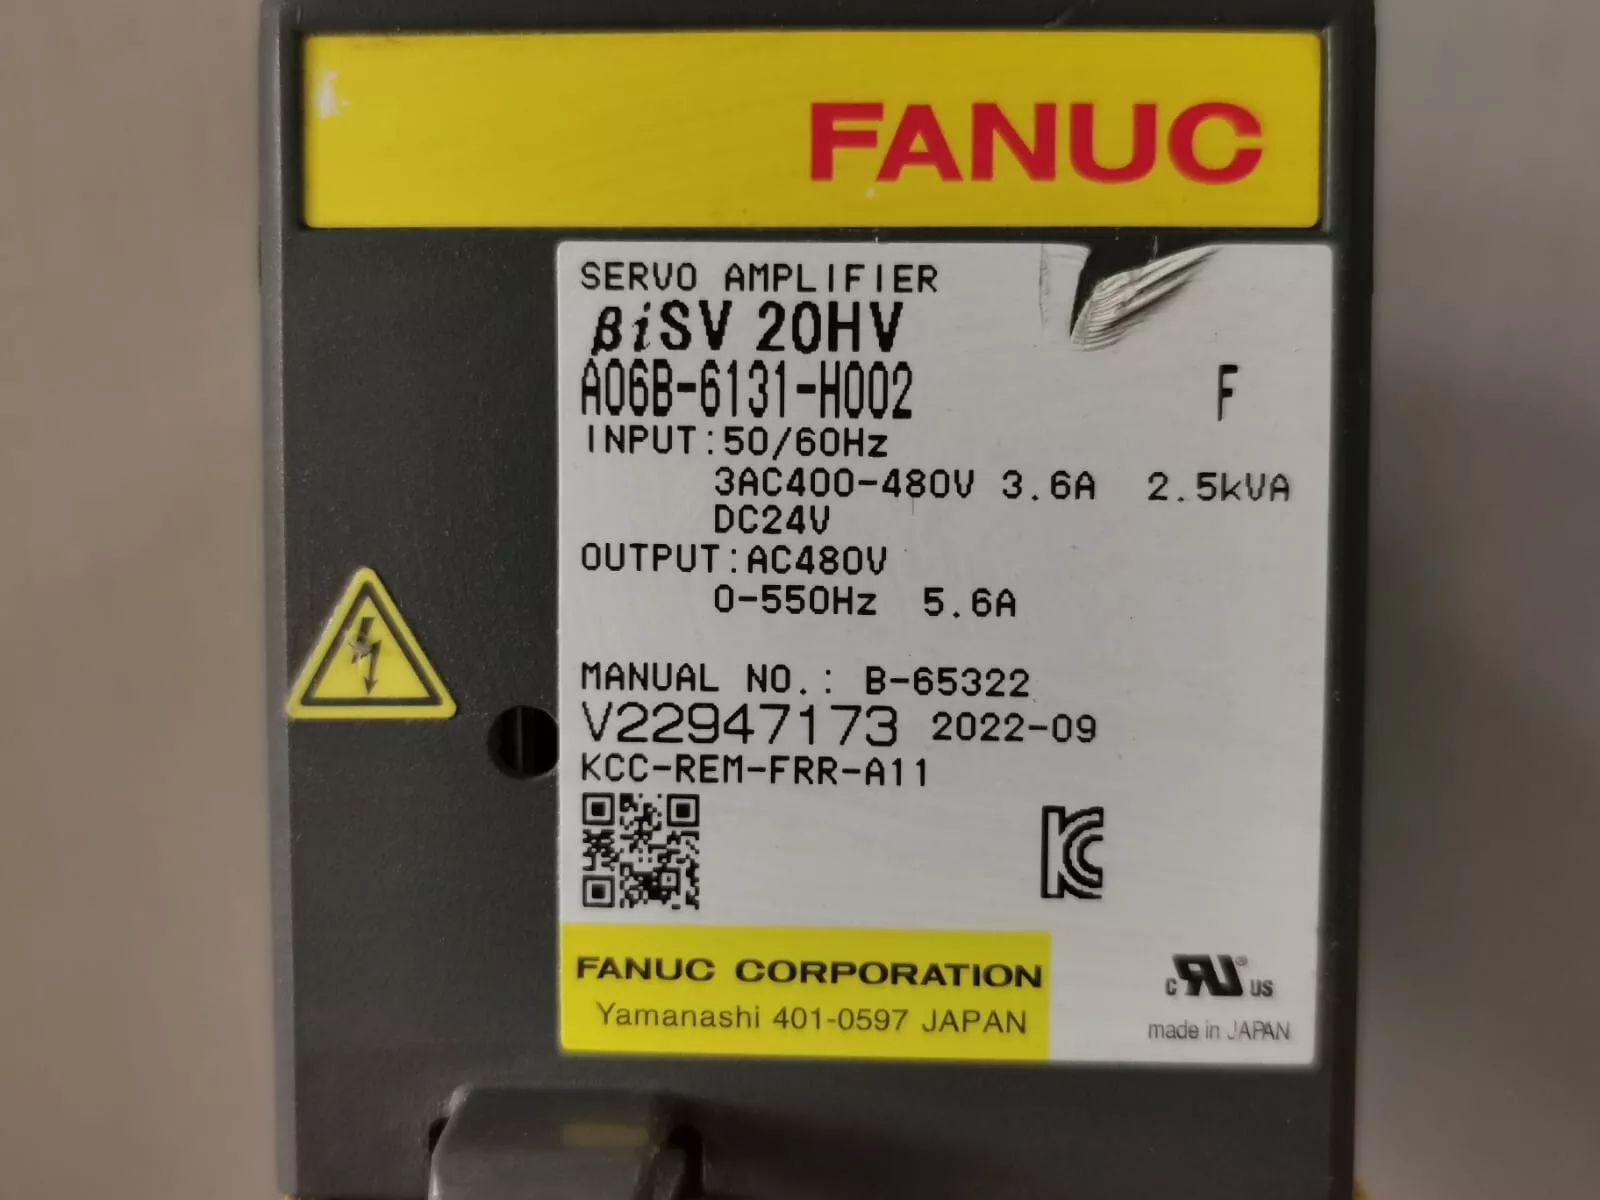 FANUC
SERVO AMPLIFIER
βiSV 20HV
A06B-6131-H002 F
INPUT:50/60Hz
3AC400-480V 3.6A 2.5kVA
DC24V
OUTPUT:AC480V
0-550Hz 5.6A
MANUAL NO.: B-65322
V22947173 2022-09
KCC-REM-FRR-A11
KC
FANUC CORPORATION
Yamanashi 401-0597 JAPAN
c RU ® US
made in JAPAN